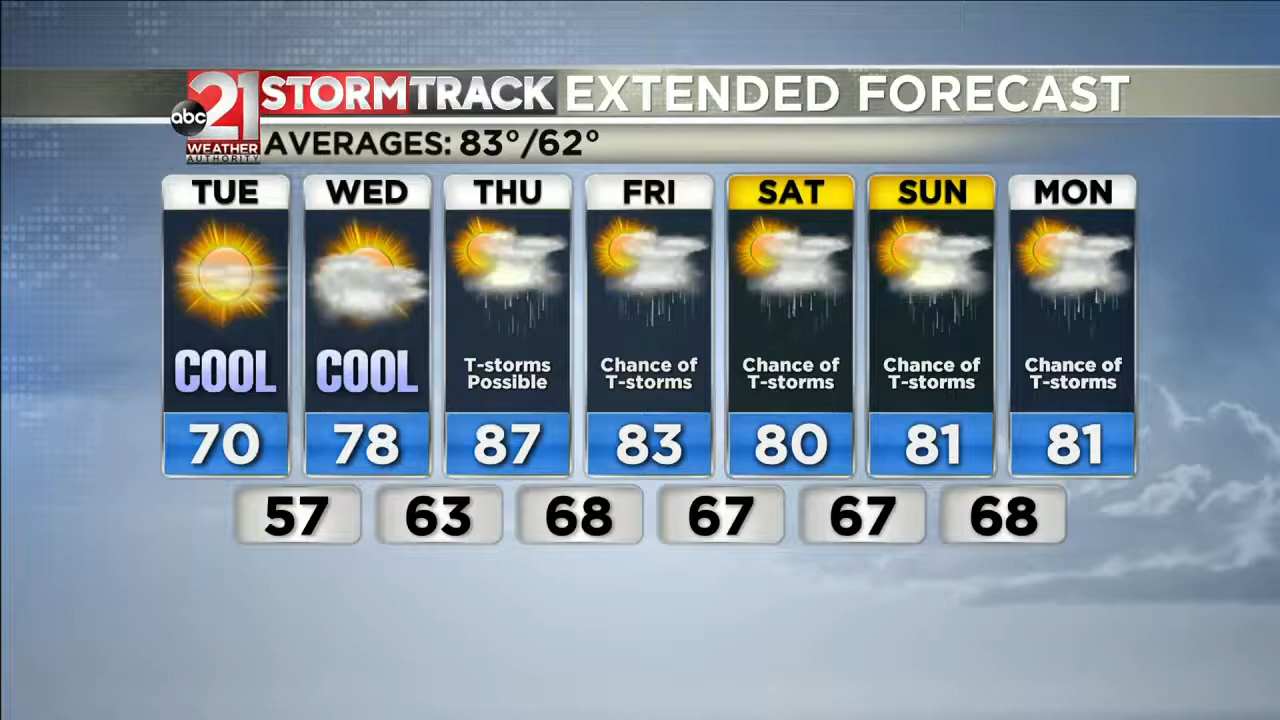 abc 21 WEATHER AUTHORITY
STORMTRACK EXTENDED FORECAST
AVERAGES: 83°/62°
TUE WED THU FRI SAT SUN MON
COOL COOL
T-storms Possible
Chance of T-storms
Chance of T-storms
Chance of T-storms
Chance of T-storms
70 78 87 83 80 81 81
57 63 68 67 67 68